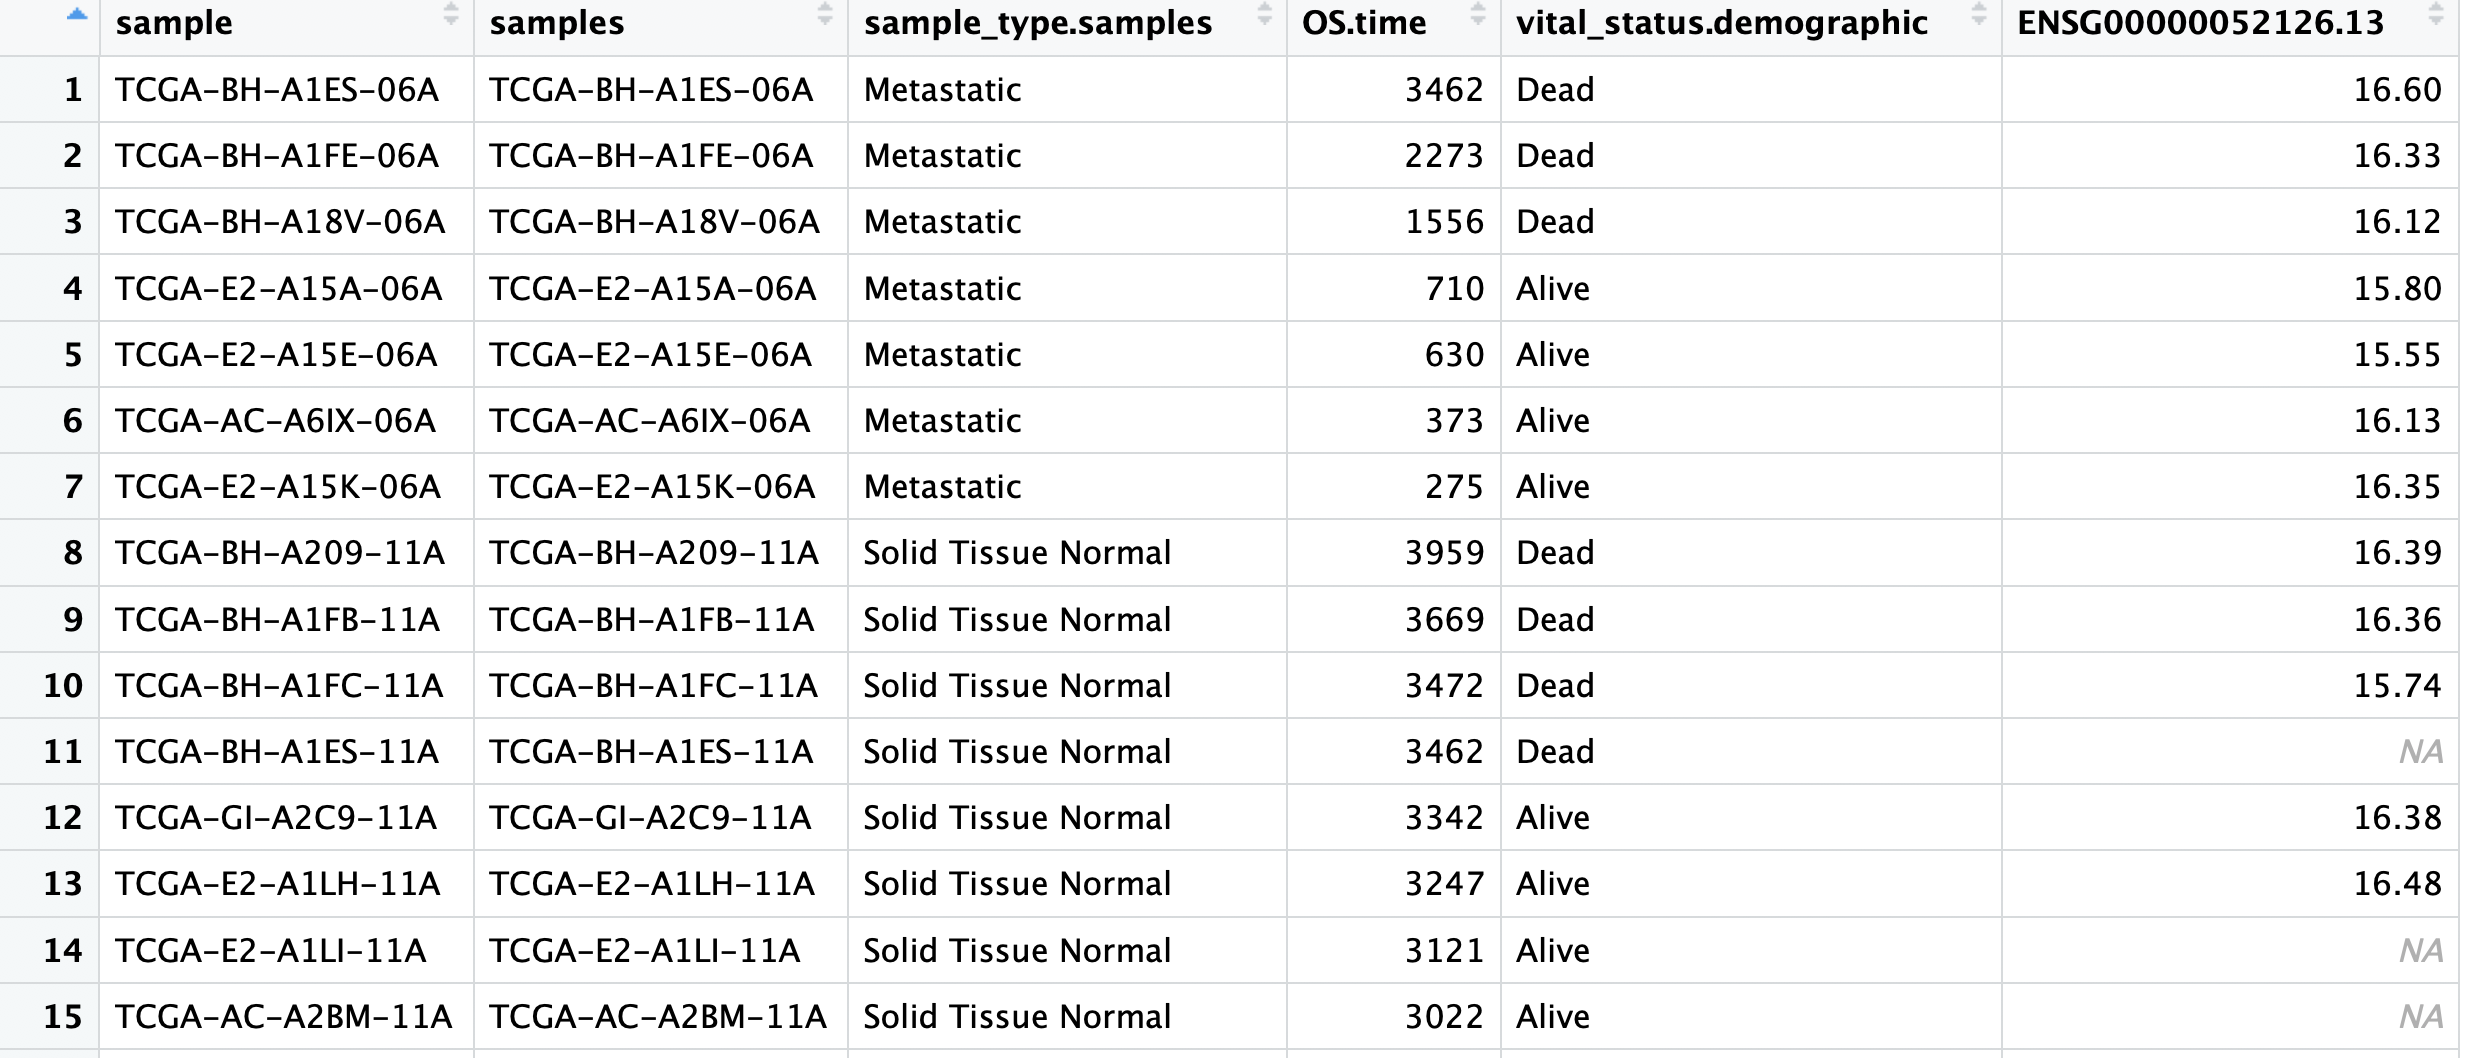 sample samples sample_type.samples OS.time vital_status.demographic ENSG00000052126.13
1 TCGA-BH-A1ES-06A TCGA-BH-A1ES-06A Metastatic 3462 Dead 16.60
2 TCGA-BH-A1FE-06A TCGA-BH-A1FE-06A Metastatic 2273 Dead 16.33
3 TCGA-BH-A18V-06A TCGA-BH-A18V-06A Metastatic 1556 Dead 16.12
4 TCGA-E2-A15A-06A TCGA-E2-A15A-06A Metastatic 710 Alive 15.80
5 TCGA-E2-A15E-06A TCGA-E2-A15E-06A Metastatic 630 Alive 15.55
6 TCGA-AC-A6IX-06A TCGA-AC-A6IX-06A Metastatic 373 Alive 16.13
7 TCGA-E2-A15K-06A TCGA-E2-A15K-06A Metastatic 275 Alive 16.35
8 TCGA-BH-A209-11A TCGA-BH-A209-11A Solid Tissue Normal 3959 Dead 16.39
9 TCGA-BH-A1FB-11A TCGA-BH-A1FB-11A Solid Tissue Normal 3669 Dead 16.36
10 TCGA-BH-A1FC-11A TCGA-BH-A1FC-11A Solid Tissue Normal 3472 Dead 15.74
11 TCGA-BH-A1ES-11A TCGA-BH-A1ES-11A Solid Tissue Normal 3462 Dead NA
12 TCGA-GI-A2C9-11A TCGA-GI-A2C9-11A Solid Tissue Normal 3342 Alive 16.38
13 TCGA-E2-A1LH-11A TCGA-E2-A1LH-11A Solid Tissue Normal 3247 Alive 16.48
14 TCGA-E2-A1LI-11A TCGA-E2-A1LI-11A Solid Tissue Normal 3121 Alive NA
15 TCGA-AC-A2BM-11A TCGA-AC-A2BM-11A Solid Tissue Normal 3022 Alive NA